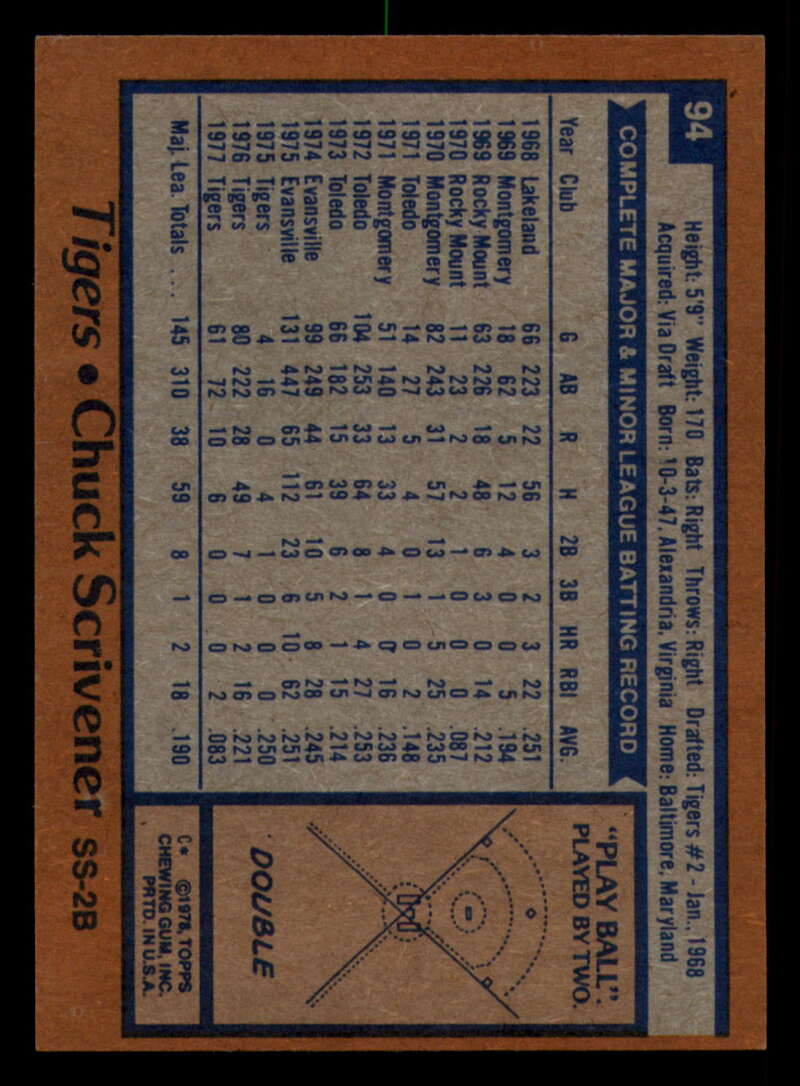 94
Height: 5'9" Weight: 170 Bats: Right Throws: Right Drafted: Tigers #2 - Jan., 1968
Acquired: Via Draft Born: 10-3-47, Alexandria, Virginia Home: Baltimore, Maryland
COMPLETE MAJOR & MINOR LEAGUE BATTING RECORD
Year Club G AB R H 2B 3B HR RBI AVG.
1968 Lakeland 66 223 22 56 3 2 3 22 .251
1969 Montgomery 18 62 5 12 4 0 0 5 .194
1969 Rocky Mount 63 226 18 48 6 3 0 14 .212
1970 Rocky Mount 11 23 2 2 1 0 0 0 .087
1970 Montgomery 82 243 31 57 13 1 5 25 .235
1971 Toledo 14 27 5 4 0 1 0 2 .148
1971 Montgomery 51 140 13 33 4 0 0 16 .236
1972 Toledo 104 253 33 64 8 1 4 27 .253
1973 Toledo 66 182 15 39 6 2 1 15 .214
1974 Evansville 99 249 44 61 10 5 8 28 .245
1975 Evansville 131 447 65 112 23 6 10 62 .251
1975 Tigers 4 16 0 4 1 0 0 0 .250
1976 Tigers 80 222 28 49 7 1 2 16 .221
1977 Tigers 61 72 10 6 0 0 0 2 .083
Maj. Lea. Totals ... 145 310 38 59 8 1 2 18 .190
"PLAY BALL".
PLAYED BY TWO.
DOUBLE
C* ©1978, TOPPS
CHEWING GUM, INC.
PRTD. IN U.S.A.
Tigers • Chuck Scrivener SS-2B